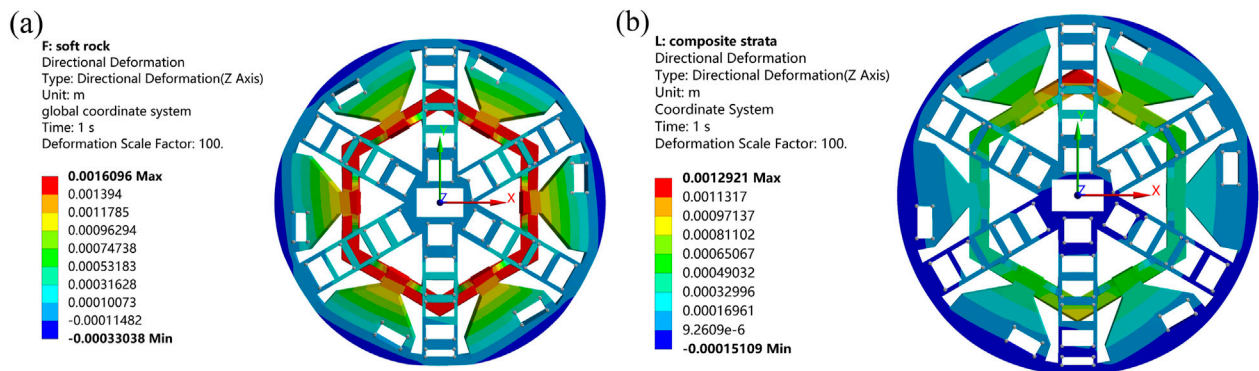 (a)
F: soft rock
Directional Deformation
Type: Directional Deformation(Z Axis)
Unit: m
global coordinate system
Time: 1 s
Deformation Scale Factor: 100.
0.0016096 Max
0.001394
0.0011785
0.00096294
0.00074738
0.00053183
0.00031628
0.00010073
-0.00011482
-0.00033038 Min
Y
X
Z
(b)
L: composite strata
Directional Deformation
Type: Directional Deformation(Z Axis)
Unit: m
Coordinate System
Time: 1 s
Deformation Scale Factor: 100.
0.0012921 Max
0.0011317
0.00097137
0.00081102
0.00065067
0.00049032
0.00032996
0.00016961
9.2609e-6
-0.00015109 Min
Y
X
Z